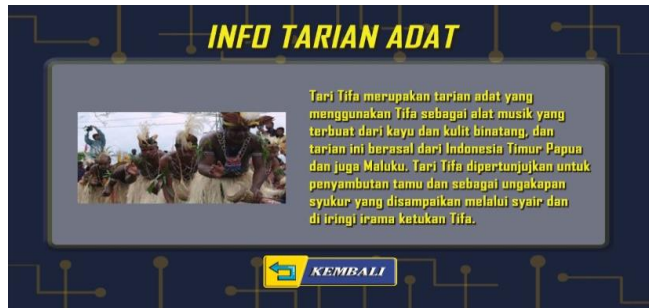 INFO TARIAN ADAT
Tari Tifa merupakan tarian adat yang
menggunakan Tifa sebagai alat musik yang
terbuat dari kayu dan kulit binatang, dan
tarian ini berasal dari Indonesia Timur Papua
dan juga Maluku. Tari Tifa dipertunjujkan untuk
penyambutan tamu dan sebagai ungakapan
syukur yang disampaikan melalui syair dan
di iringi irama ketukan Tifa.
KEMBALI